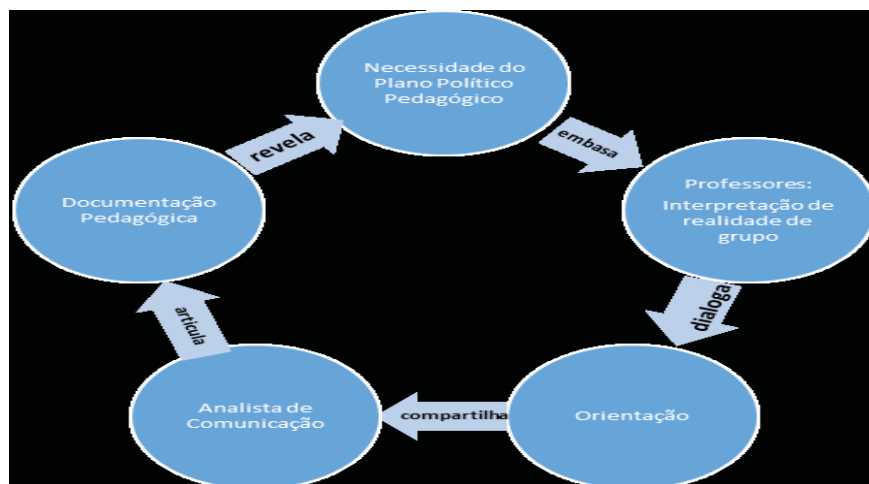 Necessidade do
Plano Político
Pedagógico
embasa
Professores:
Interpretação de
realidade de
grupo
dialoga
Orientação
compartilha
Analista de
Comunicação
articula
Documentação
Pedagógica
revela